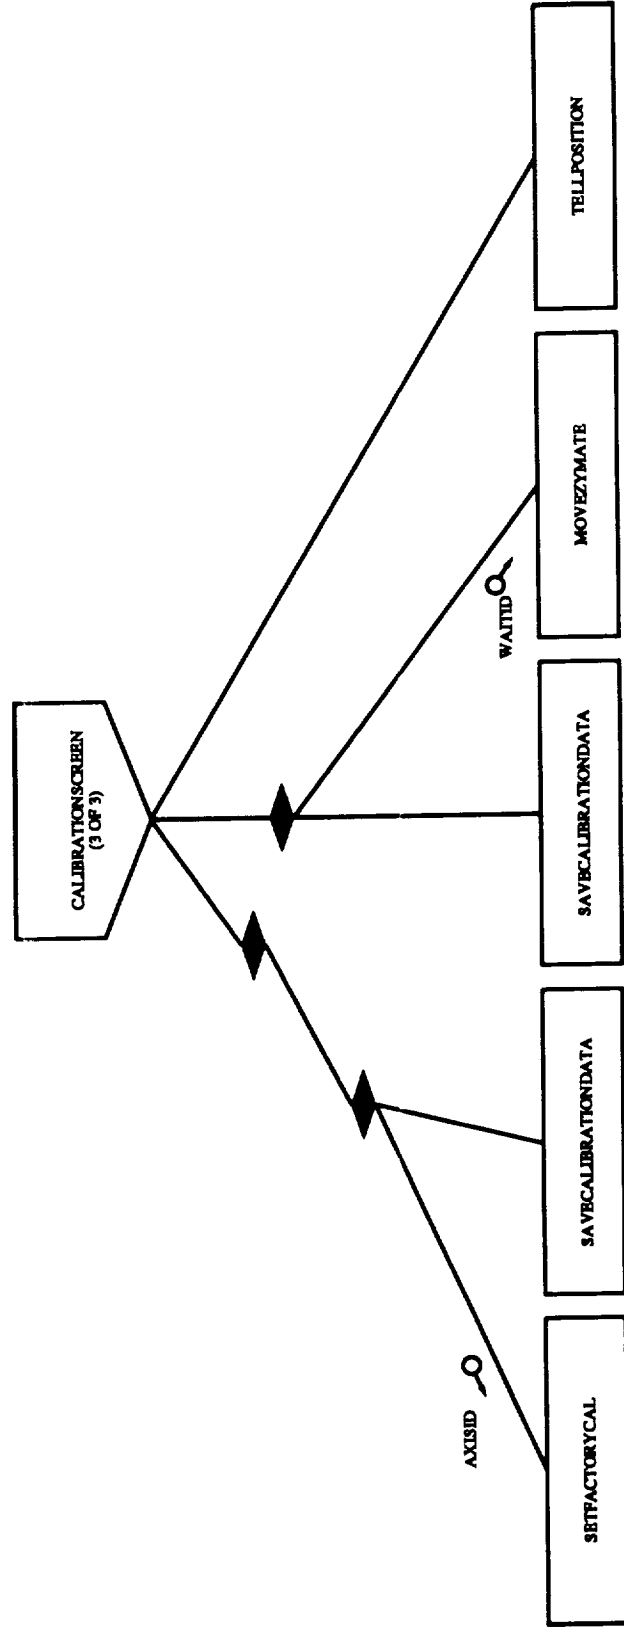 CALIBRATIONSCREEN
(3 OF 3)
AXISID
WAITID
SETFACTORYCAL
SAVECALIBRATIONDATA
SAVECALIBRATIONDATA
MOVEZYMATE
TELLPOSITION